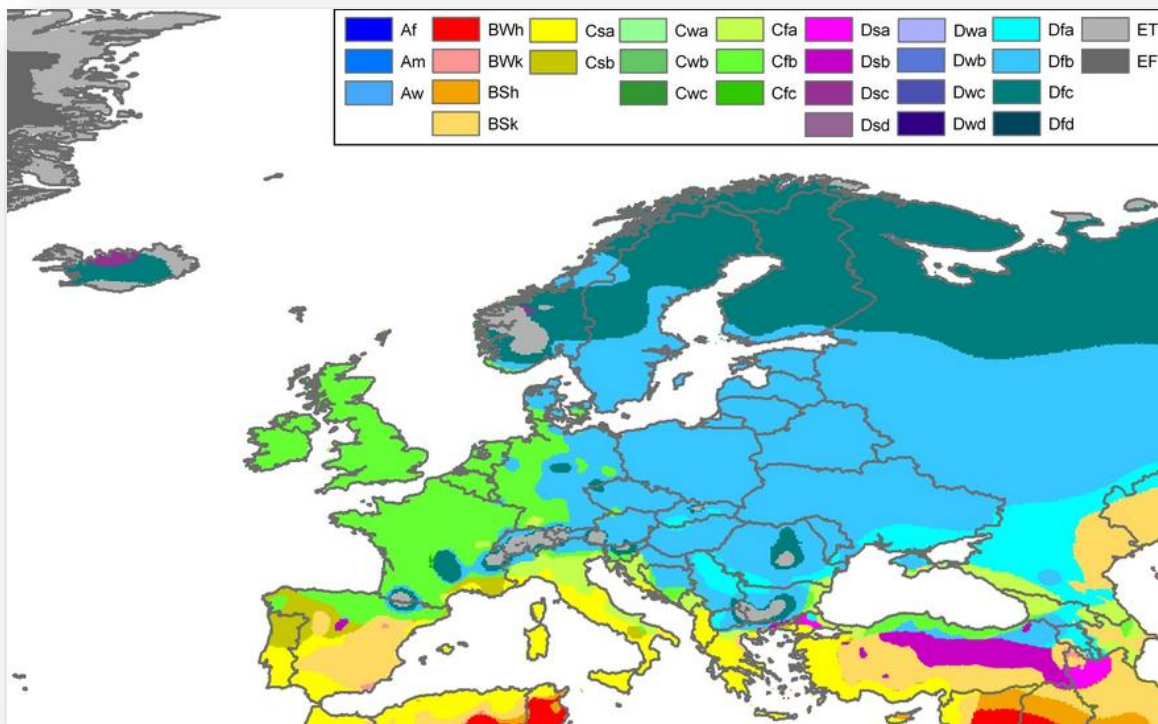 Af BWh Csa Cwa Cfa Dsa Dwa Dfa ET
Am BWk Csb Cwb Cfb Dsb Dwb Dfb EF
Aw BSh Cwc Cfc Dsc Dwc Dfc
BSk Dsd Dwd Dfd